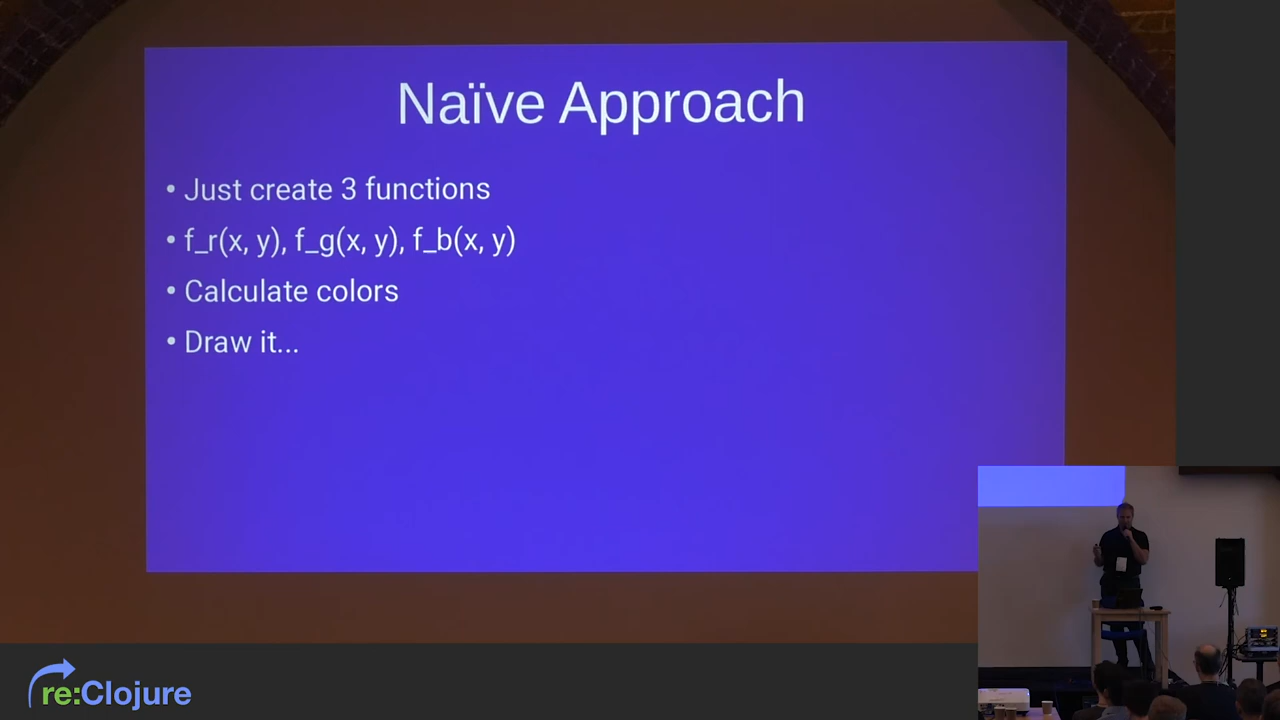 Naïve Approach
• Just create 3 functions
• f_r(x, y), f_g(x, y), f_b(x, y)
• Calculate colors
• Draw it...
re:Clojure